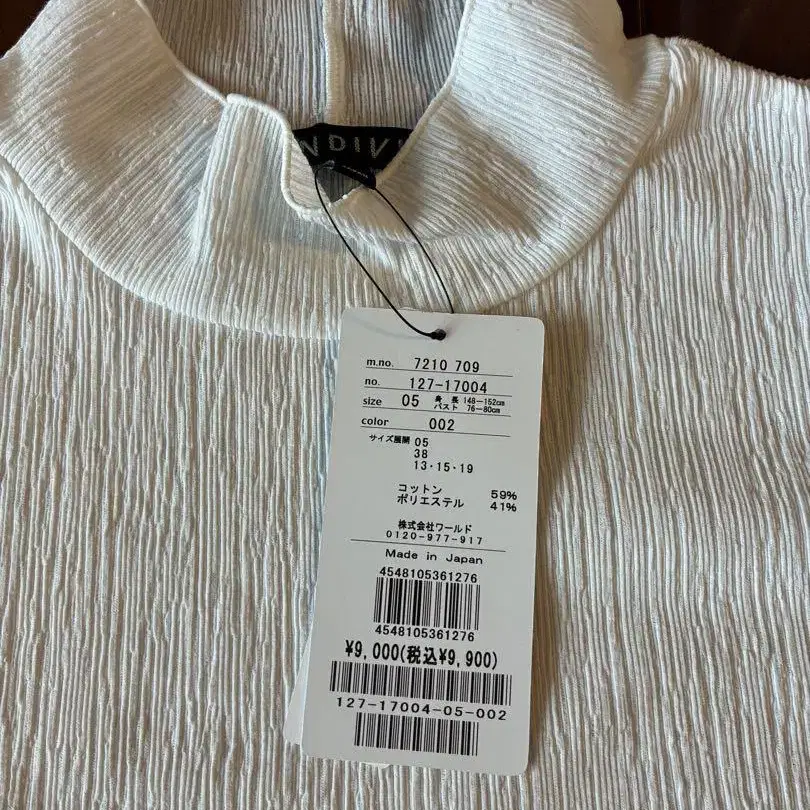 NDIVI
m.no. 7210 709
no. 127-17004
size 05 身長 148-152cm
バスト 76-80cm
color 002
サイズ展開 05
38
13・15・19
コットン 59%
ポリエステル 41%
株式会社ワールド
0120-977-917
Made in Japan
4548105361276
4548105361276
¥9,000(税込¥9,900)
127-17004-05-002